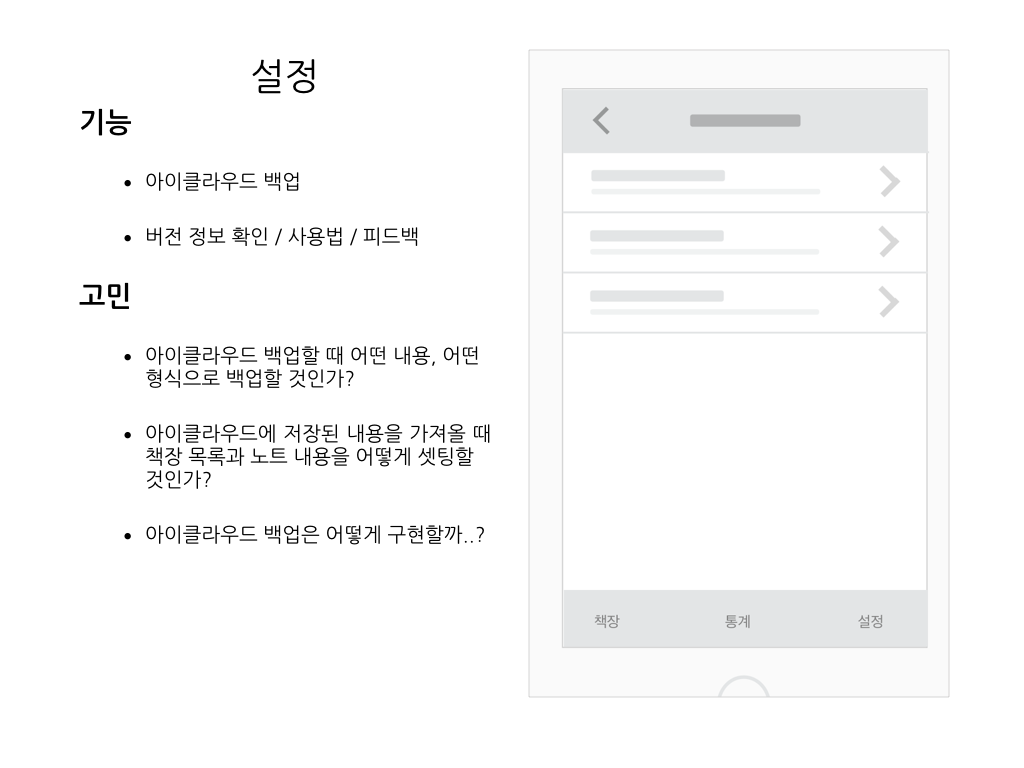 설정
기능
• 아이클라우드 백업
• 버전 정보 확인 / 사용법 / 피드백
고민
• 아이클라우드 백업할 때 어떤 내용, 어떤
형식으로 백업할 것인가?
• 아이클라우드에 저장된 내용을 가져올 때
책장 목록과 노트 내용을 어떻게 셋팅할
것인가?
• 아이클라우드 백업은 어떻게 구현할까..?
책장 통계 설정